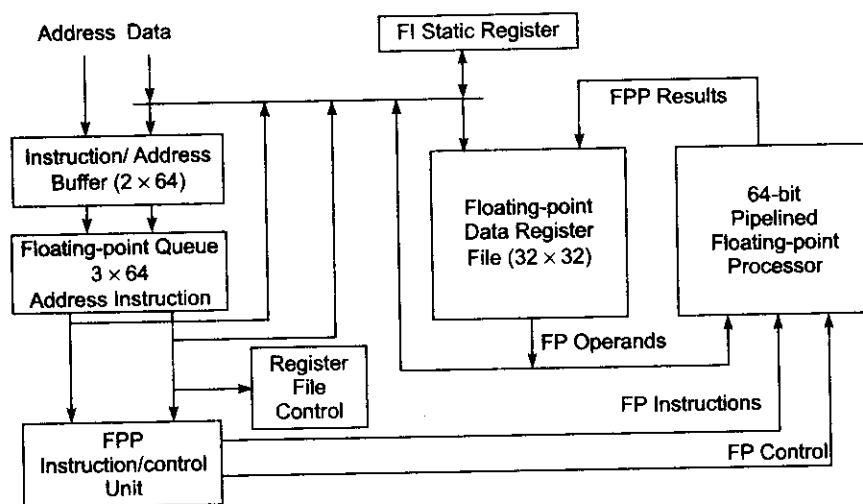 Address Data
FI Static Register
FPP Results
Instruction/ Address
Buffer (2 × 64)
Floating-point Queue
3 × 64
Address Instruction
Floating-point
Data Register
File (32 × 32)
64-bit
Pipelined
Floating-point
Processor
FP Operands
Register
File
Control
FP Instructions
FPP
Instruction/control
Unit
FP Control